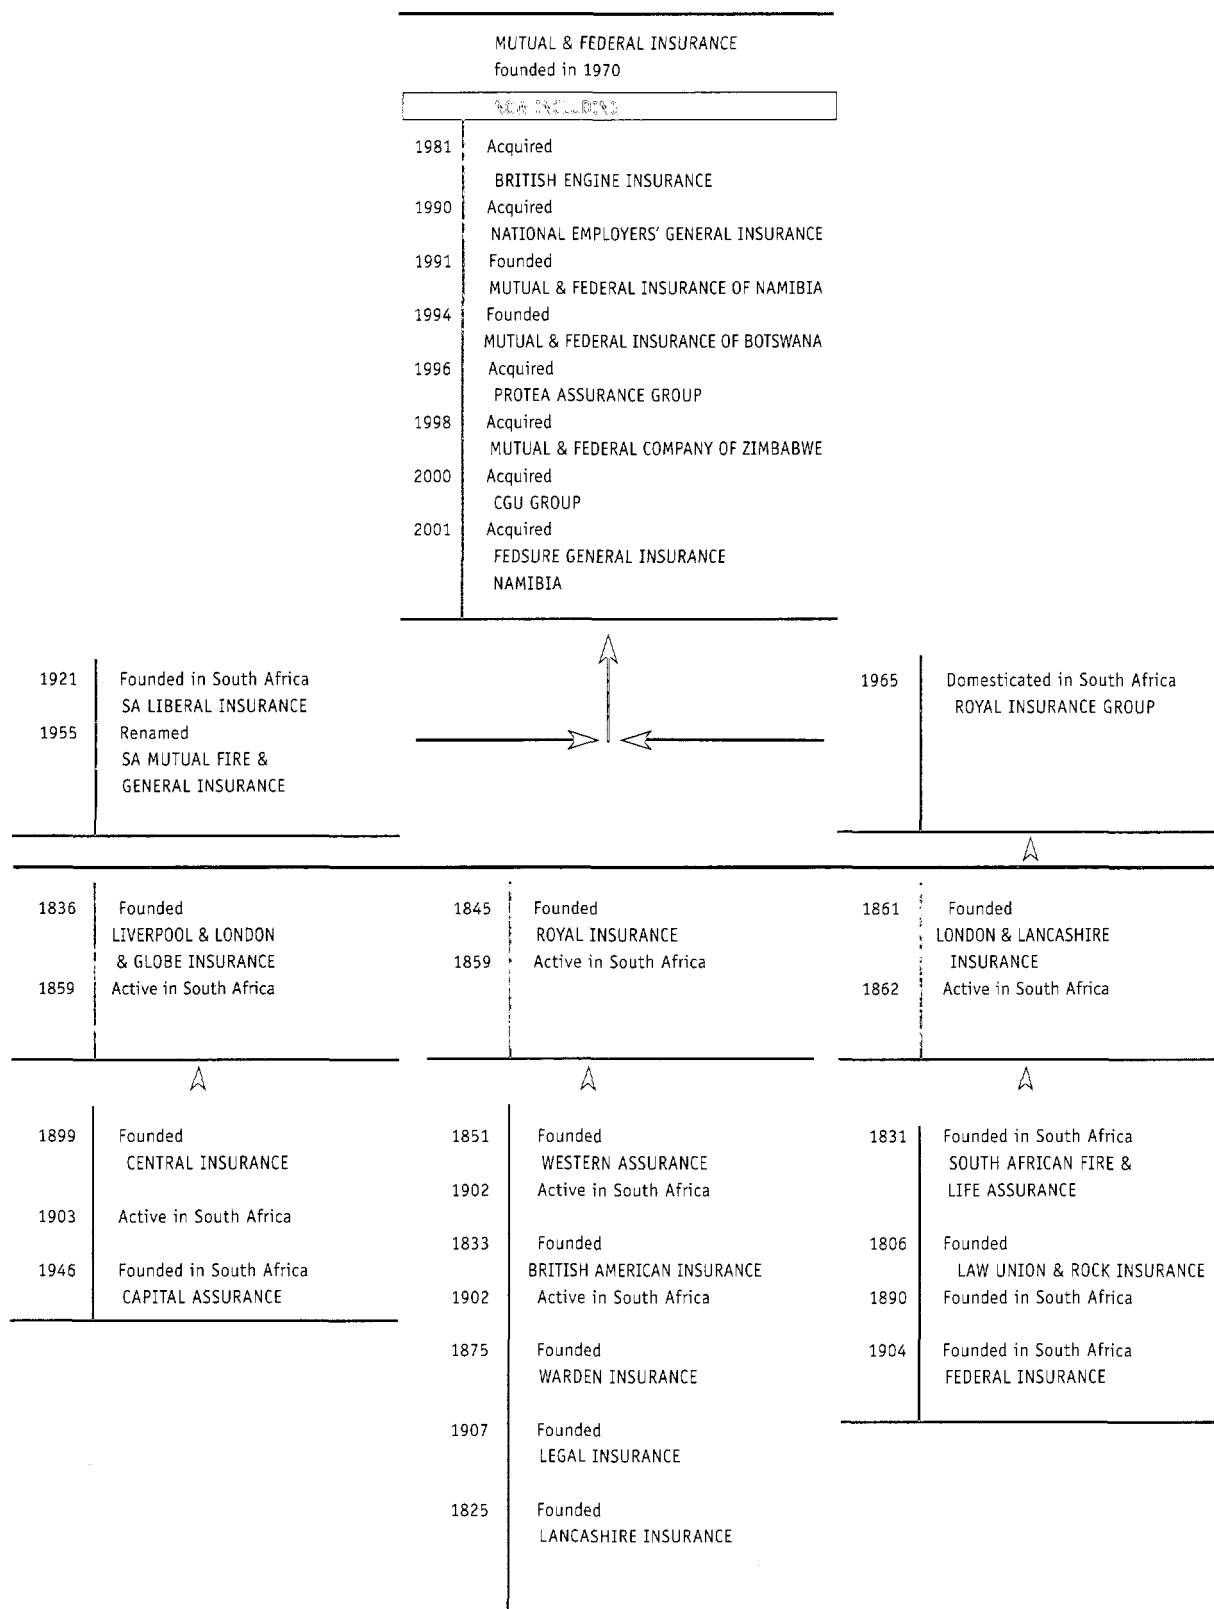 MUTUAL & FEDERAL INSURANCE
founded in 1970
NOW INCLUDING
1981 Acquired
BRITISH ENGINE INSURANCE
1990 Acquired
NATIONAL EMPLOYERS' GENERAL INSURANCE
1991 Founded
MUTUAL & FEDERAL INSURANCE OF NAMIBIA
1994 Founded
MUTUAL & FEDERAL INSURANCE OF BOTSWANA
1996 Acquired
PROTEA ASSURANCE GROUP
1998 Acquired
MUTUAL & FEDERAL COMPANY OF ZIMBABWE
2000 Acquired
CGU GROUP
2001 Acquired
FEDSURE GENERAL INSURANCE
NAMIBIA
1921 Founded in South Africa
SA LIBERAL INSURANCE
1955 Renamed
SA MUTUAL FIRE &
GENERAL INSURANCE
1965 Domesticated in South Africa
ROYAL INSURANCE GROUP
1836 Founded
LIVERPOOL & LONDON
& GLOBE INSURANCE
1859 Active in South Africa
1845 Founded
ROYAL INSURANCE
1859 Active in South Africa
1861 Founded
LONDON & LANCASHIRE
INSURANCE
1862 Active in South Africa
1899 Founded
CENTRAL INSURANCE
1903 Active in South Africa
1946 Founded in South Africa
CAPITAL ASSURANCE
1851 Founded
WESTERN ASSURANCE
1902 Active in South Africa
1833 Founded
BRITISH AMERICAN INSURANCE
1902 Active in South Africa
1875 Founded
WARDEN INSURANCE
1907 Founded
LEGAL INSURANCE
1825 Founded
LANCASHIRE INSURANCE
1831 Founded in South Africa
SOUTH AFRICAN FIRE &
LIFE ASSURANCE
1806 Founded
LAW UNION & ROCK INSURANCE
1890 Founded in South Africa
1904 Founded in South Africa
FEDERAL INSURANCE